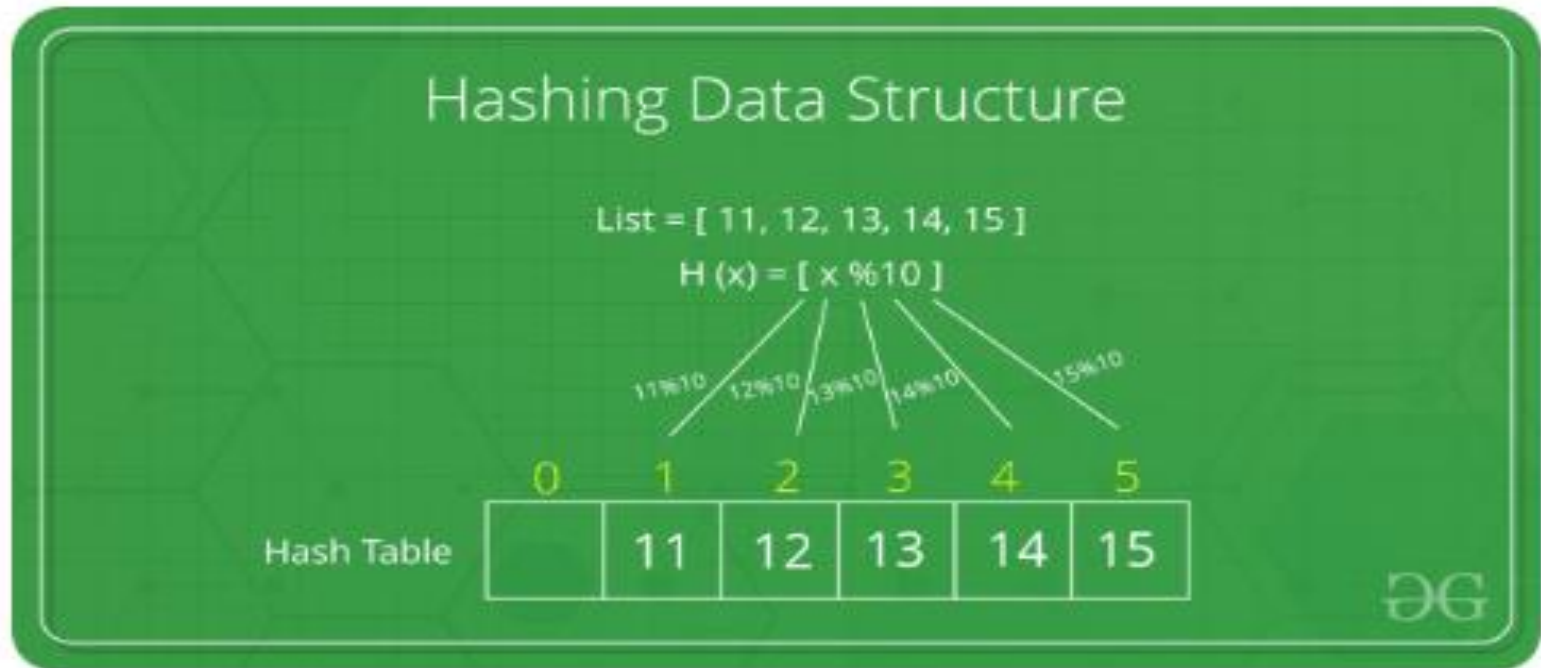 Hashing Data Structure
List = [ 11, 12, 13, 14, 15 ]
H (x) = [ x %10 ]
11%10 12%10 13%10 14%10 15%10
0 1 2 3 4 5
Hash Table 11 12 13 14 15